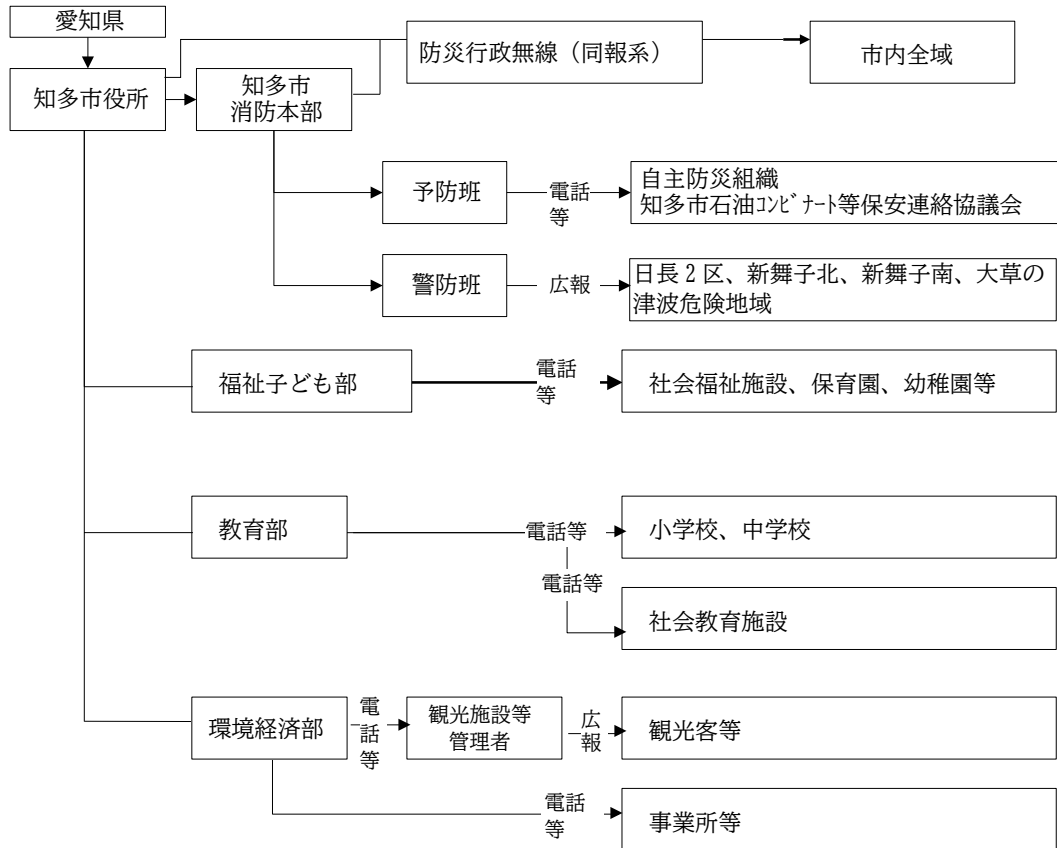 愛知県
防災行政無線（同報系）
市内全域
知多市役所
知多市
消防本部
予防班
電話
等
自主防災組織
知多市石油ｺﾝﾋﾞﾅｰﾄ等保安連絡協議会
警防班
広報
日長２区、新舞子北、新舞子南、大草の
津波危険地域
福祉子ども部
電話
等
社会福祉施設、保育園、幼稚園等
教育部
電話等
小学校、中学校
電話等
社会教育施設
環境経済部
電
話
等
観光施設等
管理者
広
報
観光客等
電話
等
事業所等